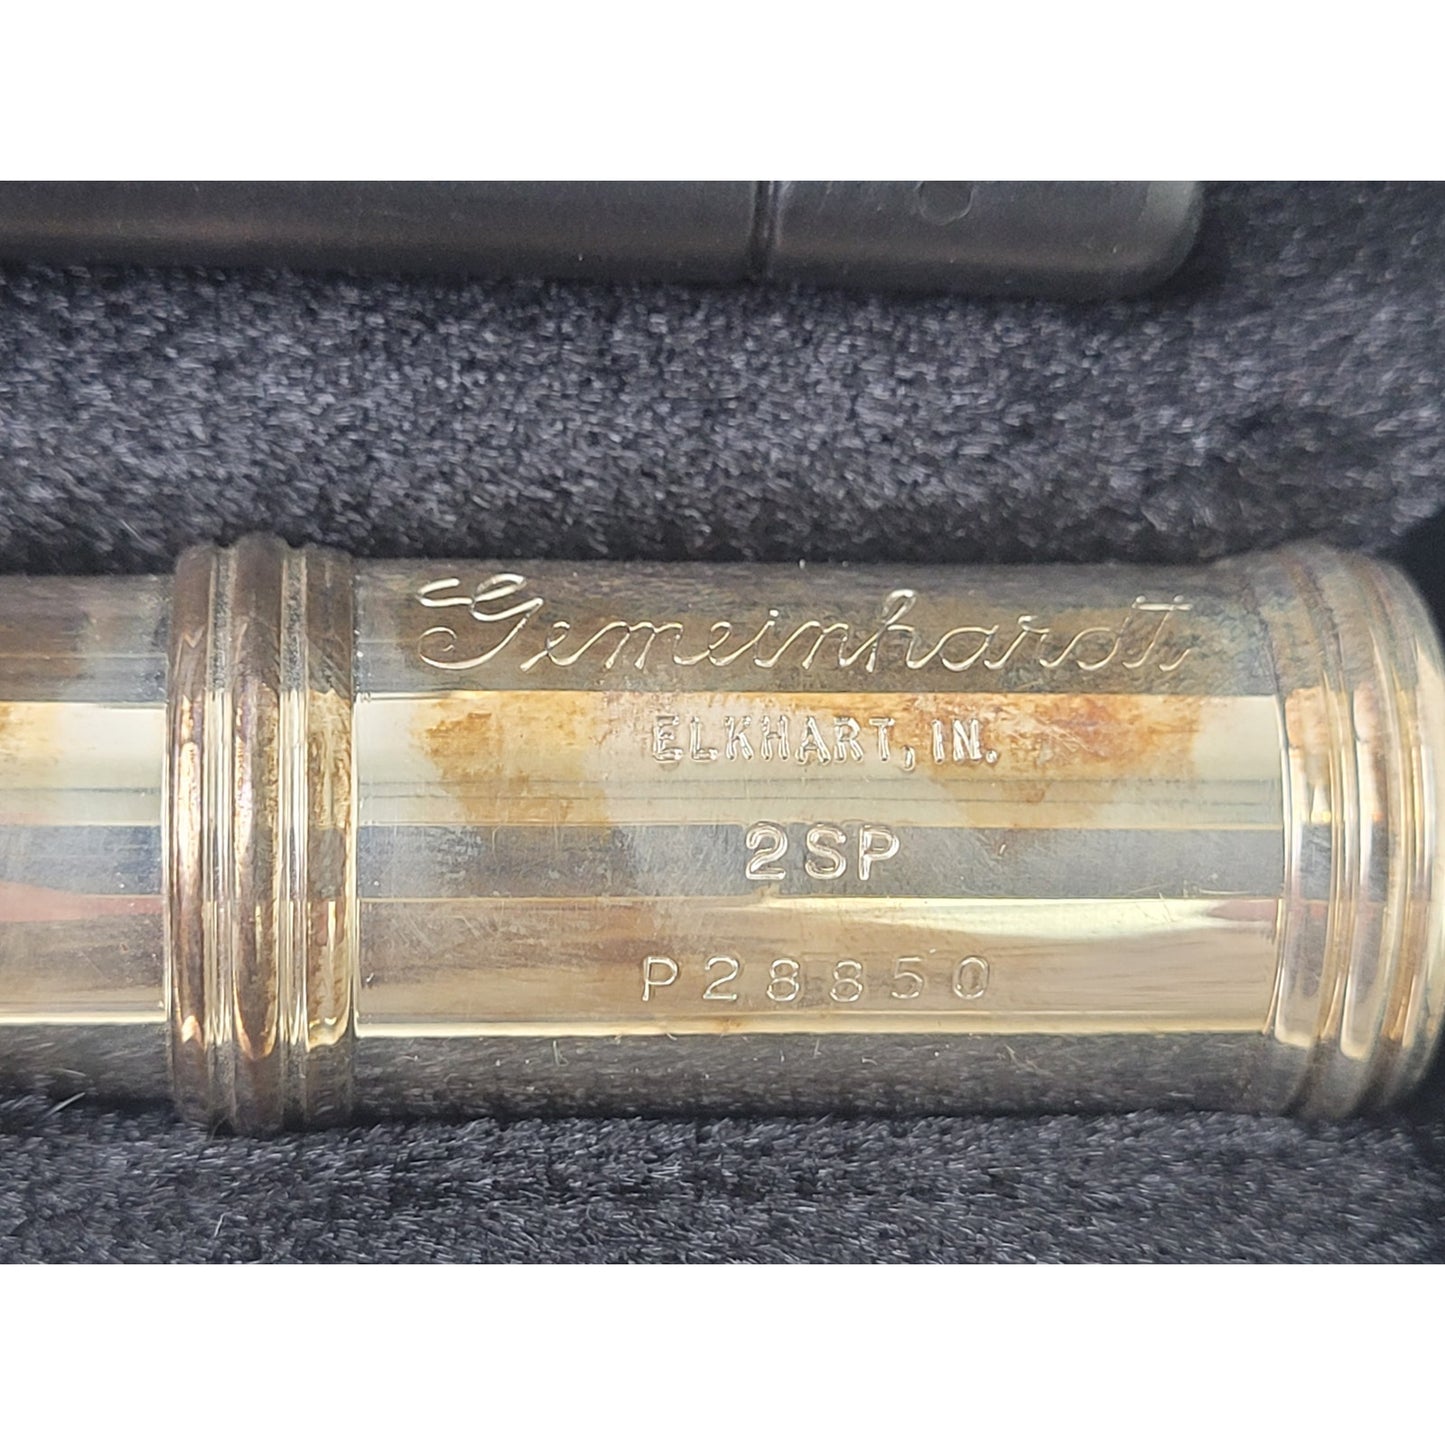 Gemeinhardt
ELKHART, IN.
2SP
P28850